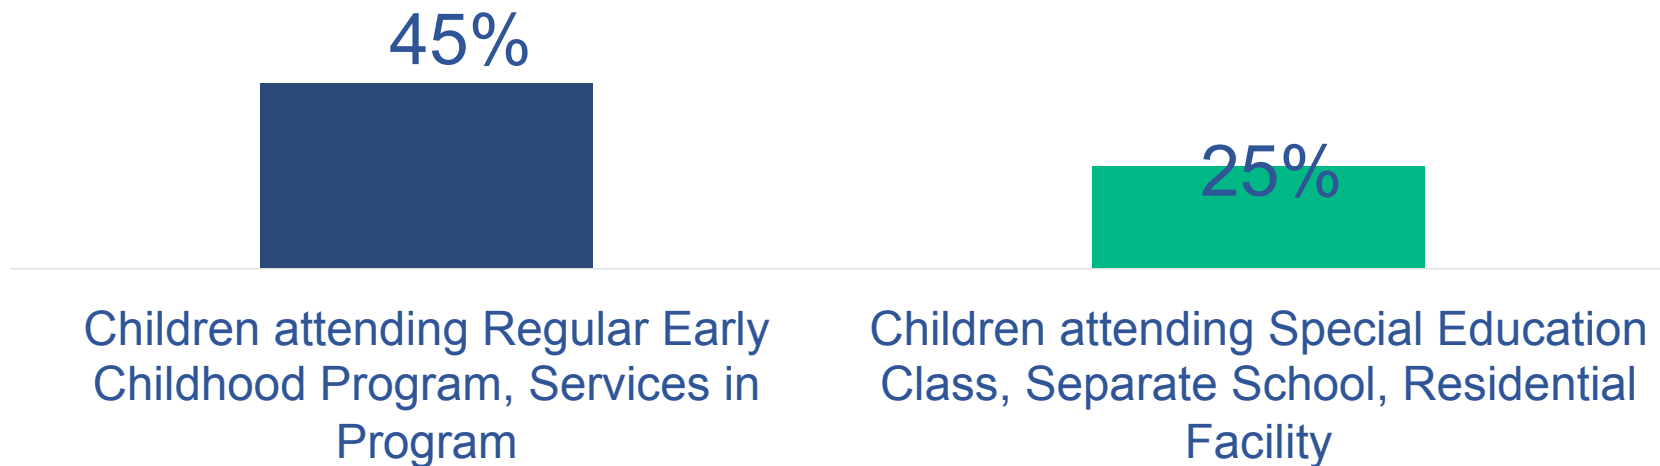 45%
25%
Children attending Regular Early
Childhood Program, Services in
Program
Children attending Special Education
Class, Separate School, Residential
Facility